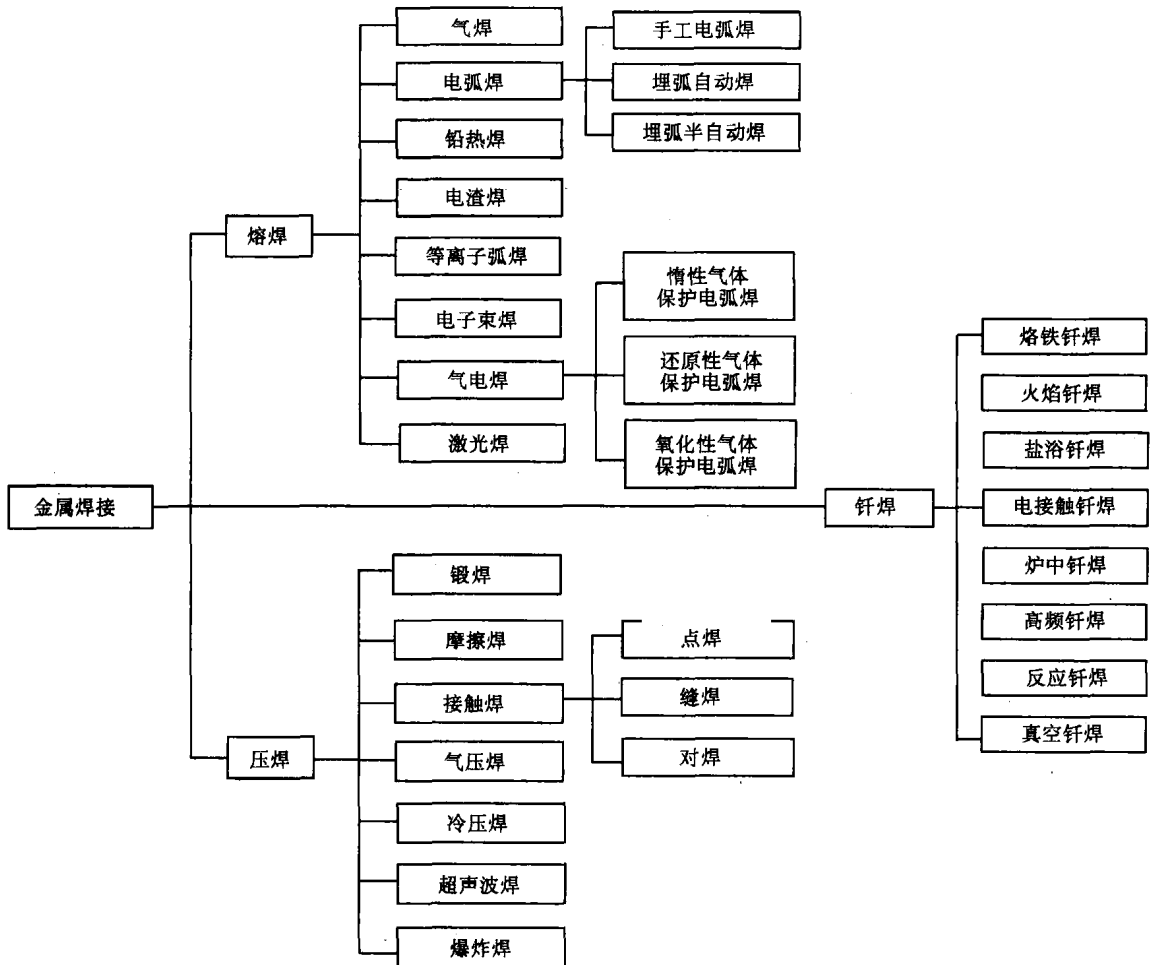 金属焊接
熔焊
气焊
电弧焊
手工电弧焊
埋弧自动焊
埋弧半自动焊
铅热焊
电渣焊
等离子弧焊
电子束焊
气电焊
惰性气体
保护电弧焊
还原性气体
保护电弧焊
氧化性气体
保护电弧焊
激光焊
压焊
锻焊
摩擦焊
接触焊
点焊
缝焊
对焊
气压焊
冷压焊
超声波焊
爆炸焊
钎焊
烙铁钎焊
火焰钎焊
盐浴钎焊
电接触钎焊
炉中钎焊
高频钎焊
反应钎焊
真空钎焊